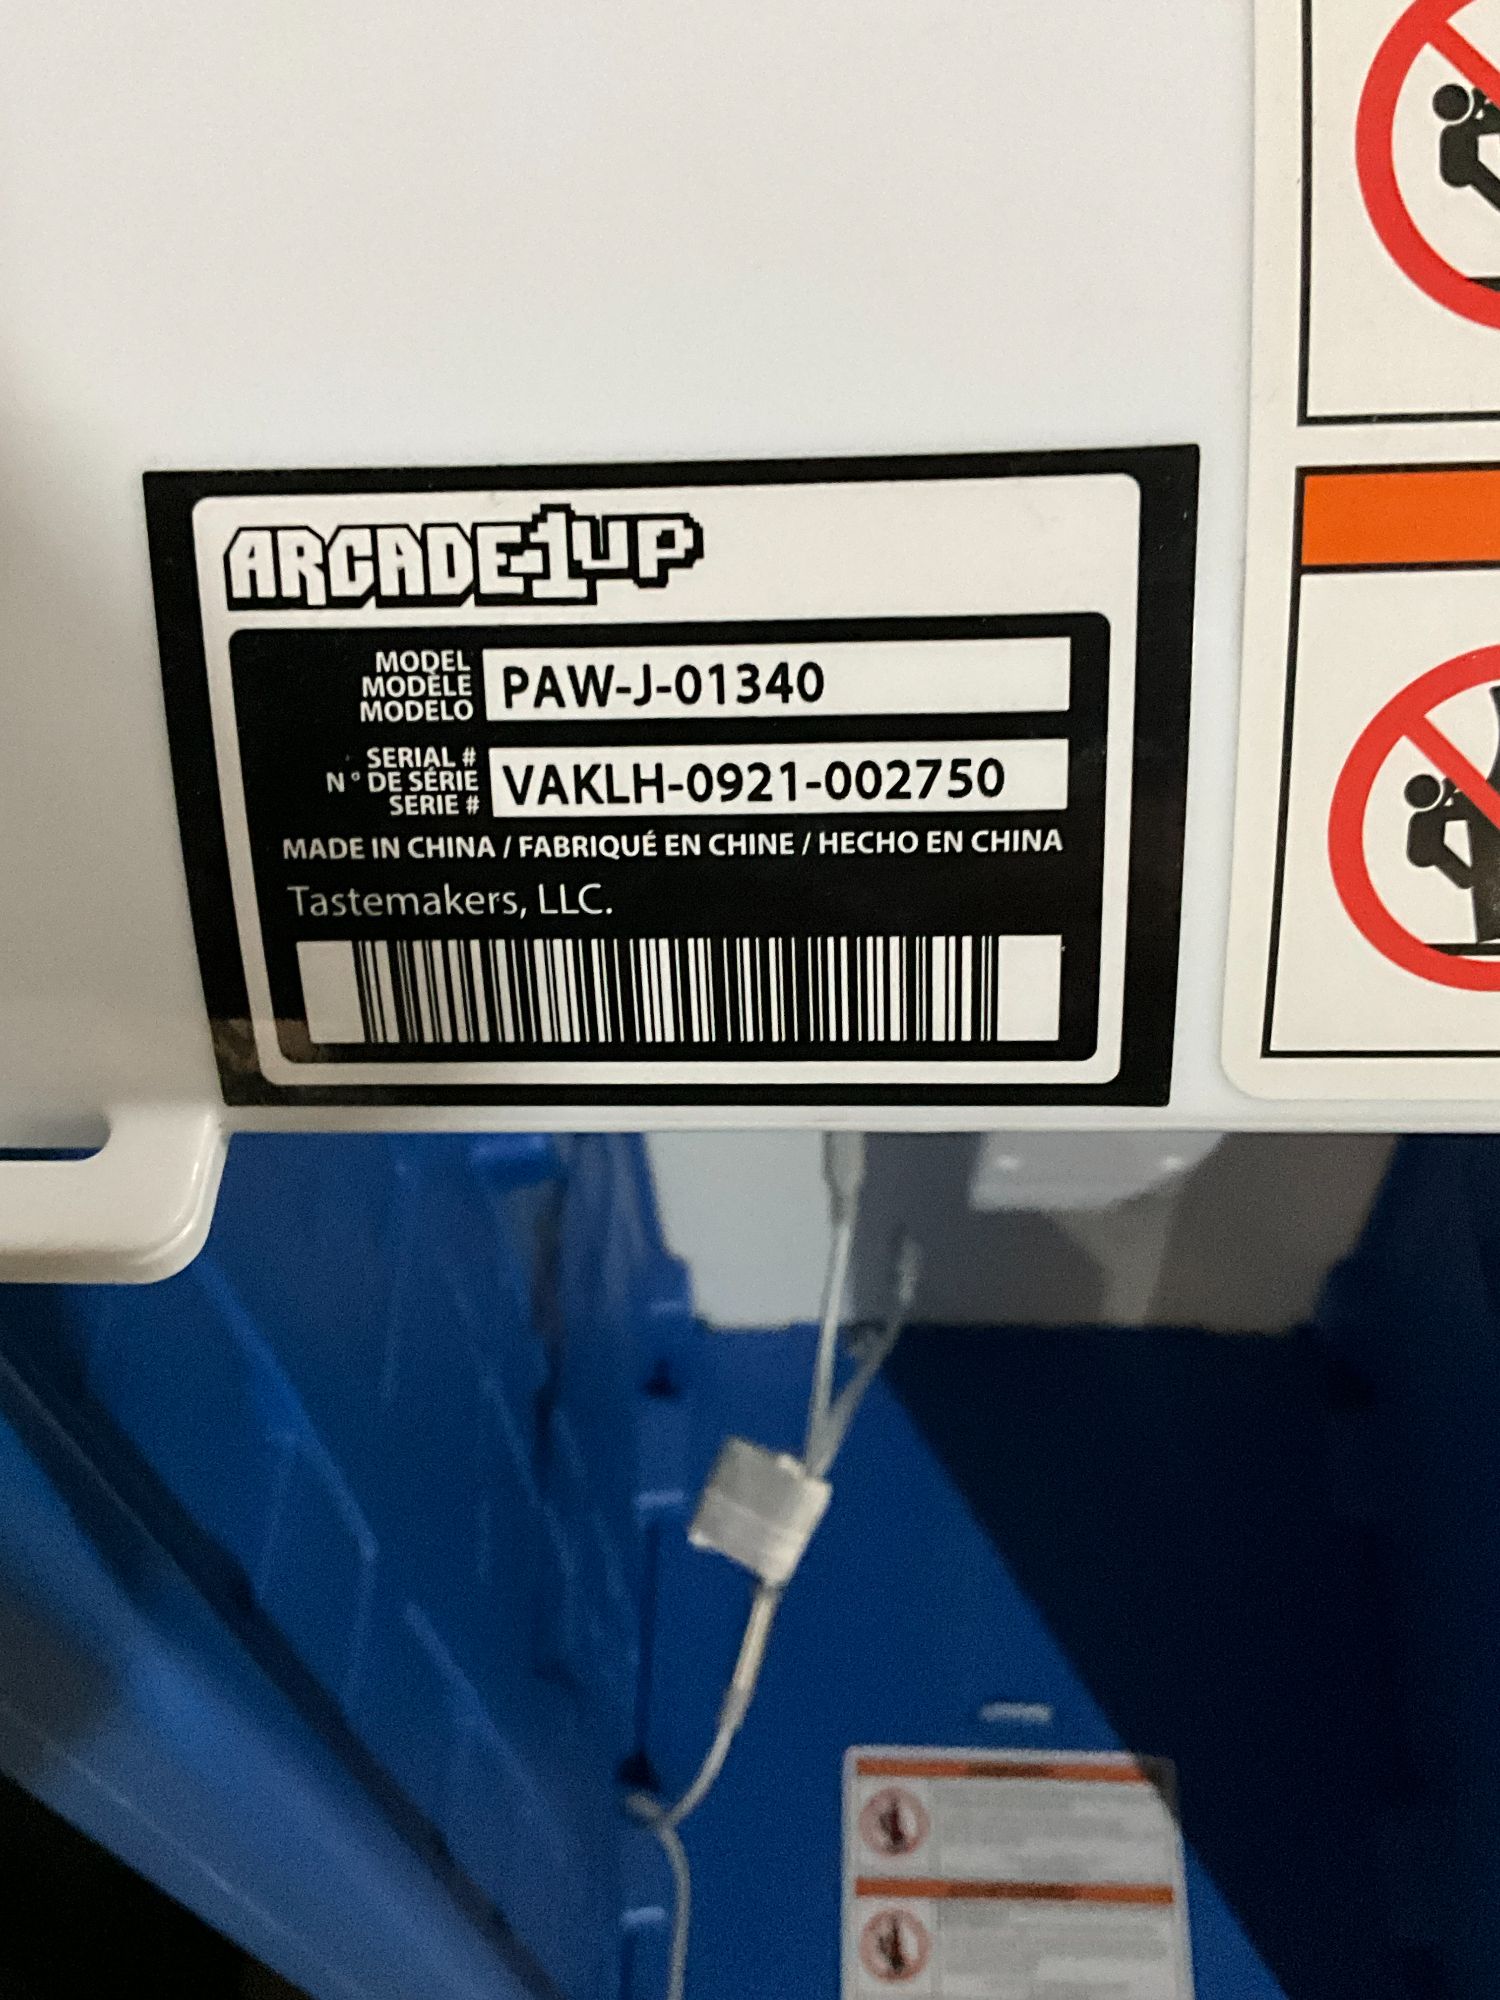 ARCADE1UP
MODEL
MODÈLE
MODELO
PAW-J-01340
SERIAL #
N° DE SÉRIE
SERIE #
VAKLH-0921-002750
MADE IN CHINA / FABRIQUÉ EN CHINE / HECHO EN CHINA
Tastemakers, LLC.